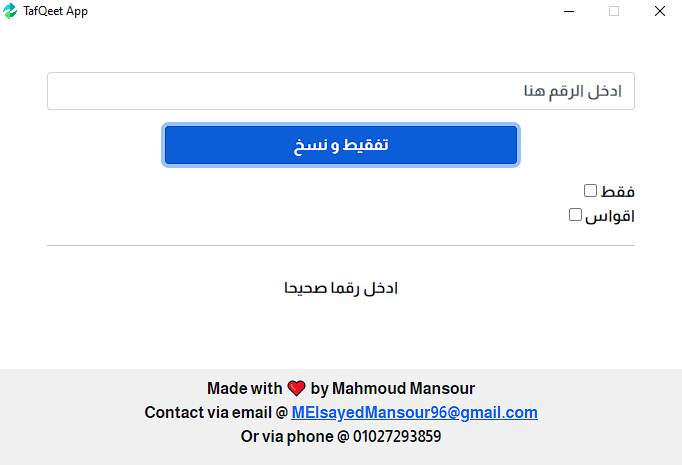 TafQeet App
ادخل الرقم هنا
تفقيط و نسخ
فقط
اقواس
ادخل رقما صحيحا
Made with ❤️ by Mahmoud Mansour
Contact via email @ MElsayedMansour96@gmail.com
Or via phone @ 01027293859